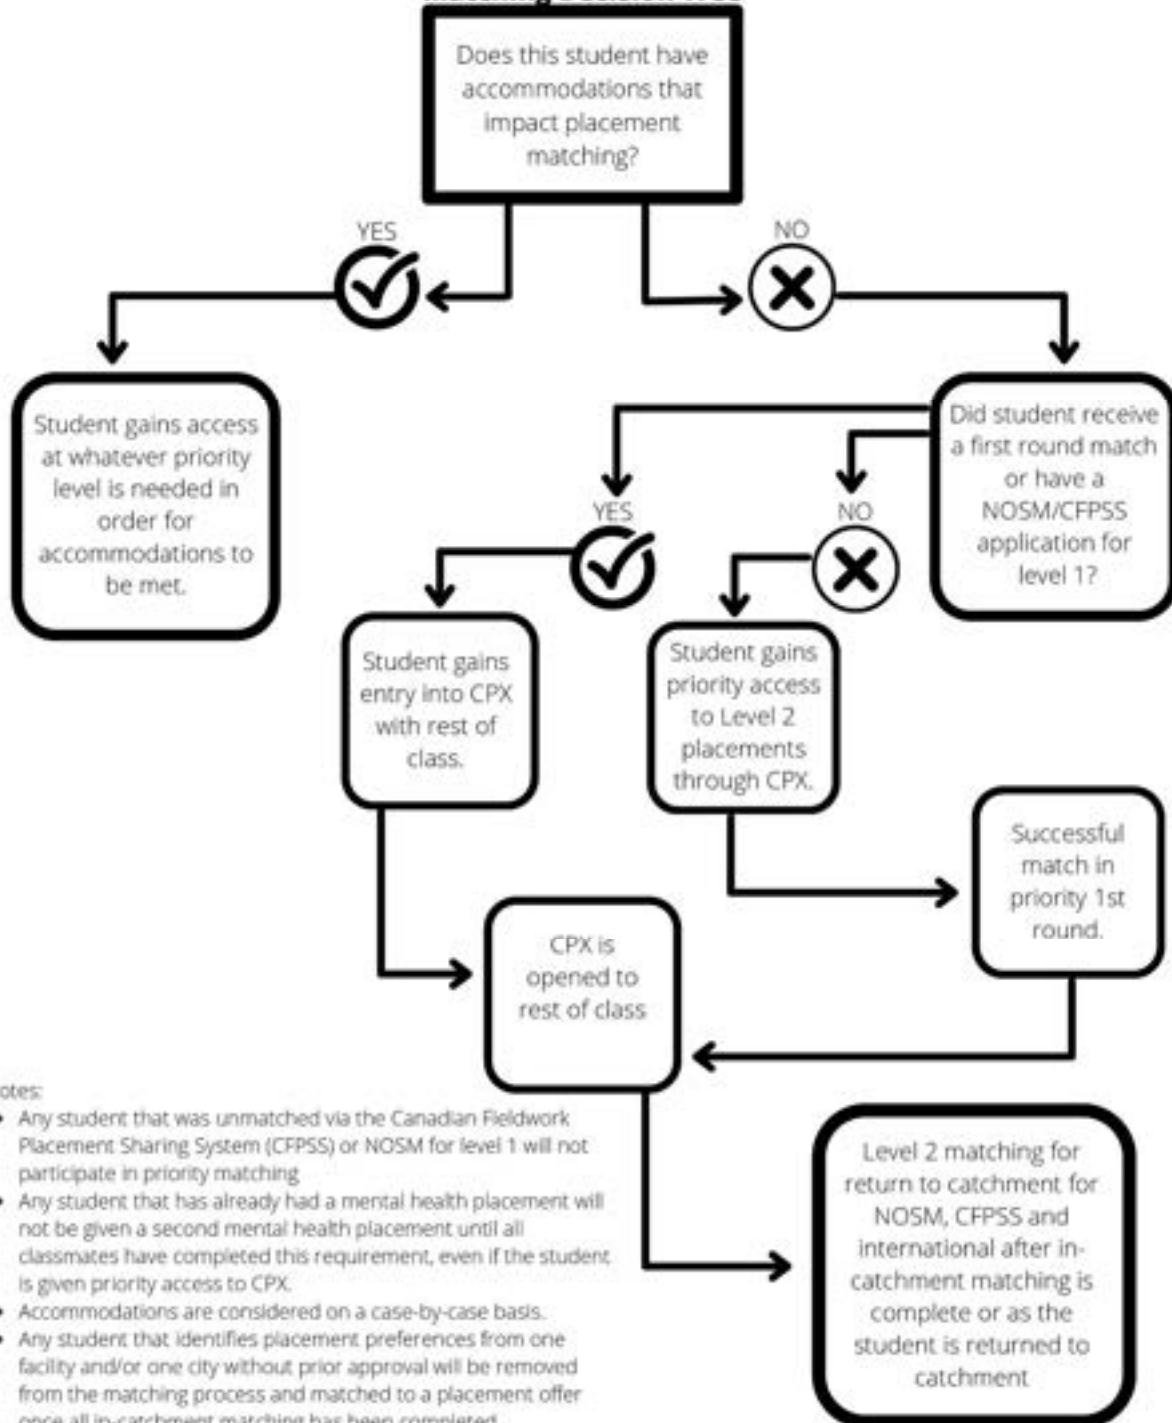 Does this student have
accommodations that
impact placement
matching?
YES
NO
Student gains access
at whatever priority
level is needed in
order for
accommodations to
be met.
Did student receive
a first round match
or have a
NOSM/CFPSS
application for
level 1?
YES
NO
Student gains
entry into CPX
with rest of
class.
Student gains
priority access
to Level 2
placements
through CPX.
Successful
match in
priority 1st
round.
CPX is
opened to
rest of class
otes:
• Any student that was unmatched via the Canadian Fieldwork
Placement Sharing System (CFPSS) or NOSM for level 1 will not
participate in priority matching
• Any student that has already had a mental health placement will
not be given a second mental health placement until all
classmates have completed this requirement, even if the student
is given priority access to CPX.
• Accommodations are considered on a case-by-case basis.
• Any student that identifies placement preferences from one
facility and/or one city without prior approval will be removed
from the matching process and matched to a placement offer
once all in-catchment matching has been completed
Level 2 matching for
return to catchment for
NOSM, CFPSS and
international after in-
catchment matching is
complete or as the
student is returned to
catchment